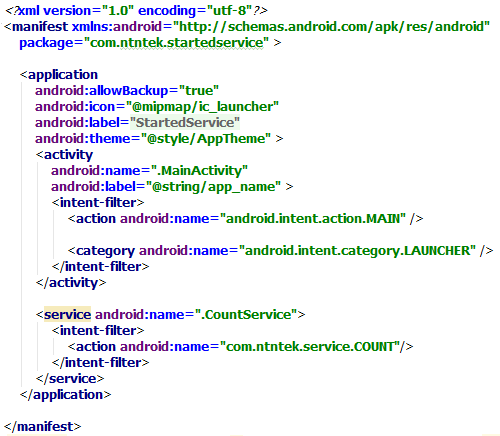 <?xml version="1.0" encoding="utf-8"?>
<manifest xmlns:android="http://schemas.android.com/apk/res/android"
package="com.ntntek.startedservice" >
<application
android:allowBackup="true"
android:icon="@mipmap/ic_launcher"
android:label="StartedService"
android:theme="@style/AppTheme" >
<activity
android:name=".MainActivity"
android:label="@string/app_name" >
<intent-filter>
<action android:name="android.intent.action.MAIN" />
<category android:name="android.intent.category.LAUNCHER" />
</intent-filter>
</activity>
<service android:name=".CountService">
<intent-filter>
<action android:name="com.ntntek.service.COUNT"/>
</intent-filter>
</service>
</application>
</manifest>